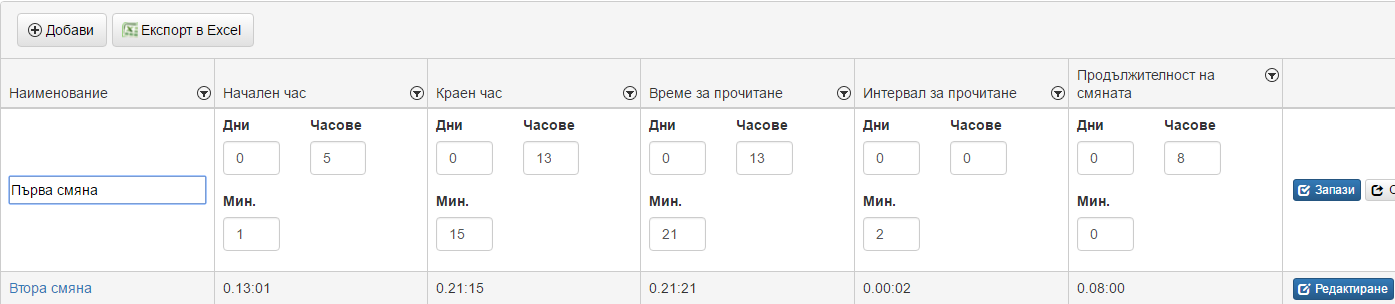 Добави Експорт в Excel
Наименование Начален час Краен час Време за прочитане Интервал за прочитане Продължителност на смяната
Дни Часове Дни Часове Дни Часове Дни Часове Дни Часове
0 5 0 13 0 13 0 0 0 8
Първа смяна Запази
Мин. Мин. Мин. Мин. Мин.
1 15 21 2 0
Втора смяна 0.13:01 0.21:15 0.21:21 0.00:02 0.08:00 Редактиране